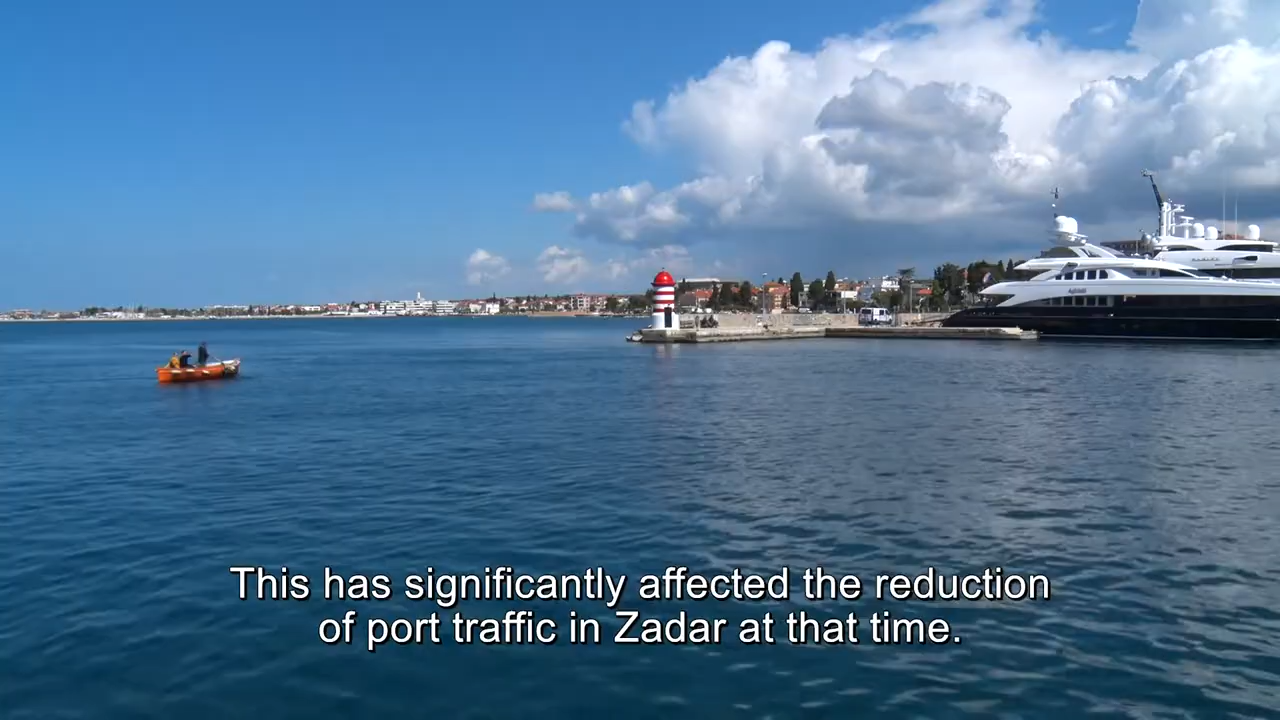 This has significantly affected the reduction
of port traffic in Zadar at that time.